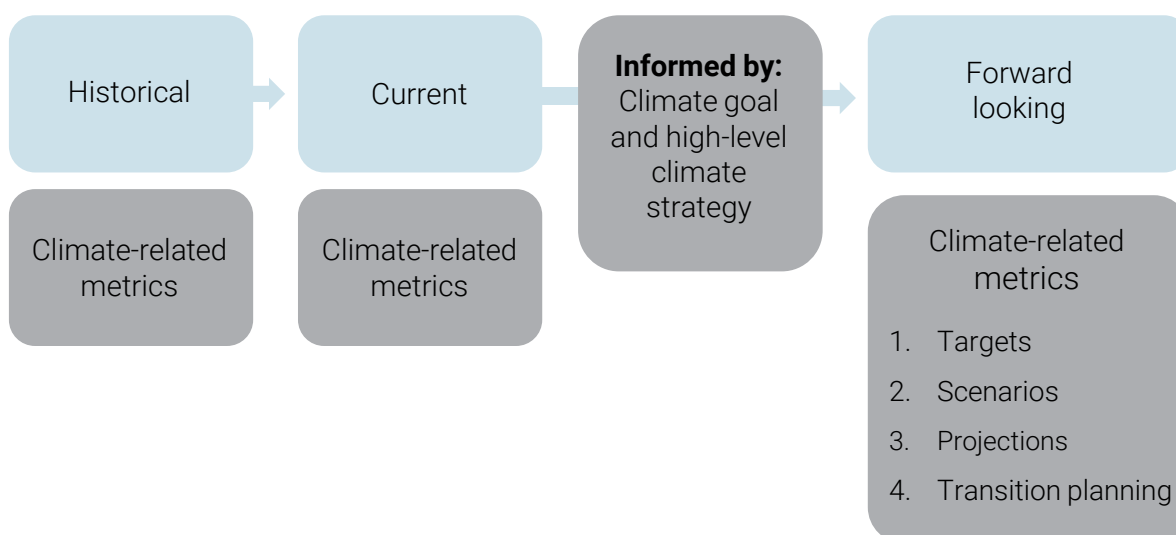 Historical
Current
Informed by:
Climate goal
and high-level
climate
strategy
Forward
looking
Climate-related
metrics
Climate-related
metrics
Climate-related
metrics
1. Targets
2. Scenarios
3. Projections
4. Transition planning